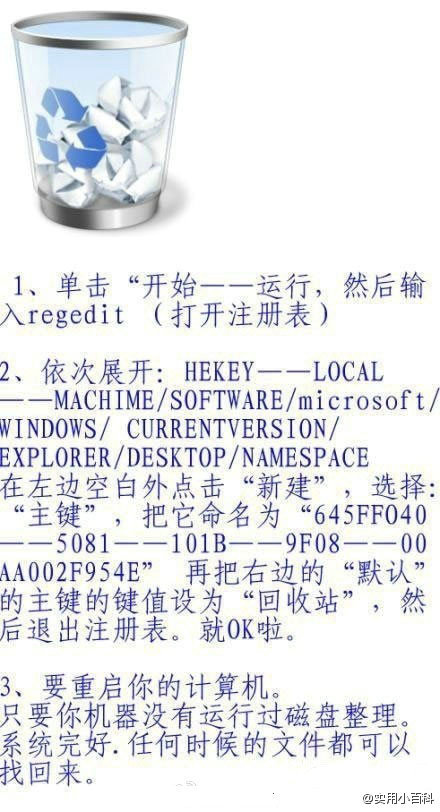 1、单击“开始——运行，然后输
入regedit （打开注册表）
2、依次展开：HEKEY——LOCAL
——MACHIME/SOFTWARE/microsoft/
WINDOWS/ CURRENTVERSION/
EXPLORER/DESKTOP/NAMESPACE
在左边空白外点击“新建”，选择：
“主键”，把它命名为“645FFO40
——5081——101B——9F08——00
AA002F954E” 再把右边的“默认”
的主键的键值设为“回收站”，然
后退出注册表。就OK啦。
3、要重启你的计算机。
只要你机器没有运行过磁盘整理。
系统完好.任何时候的文件都可以
找回来。
@实用小百科